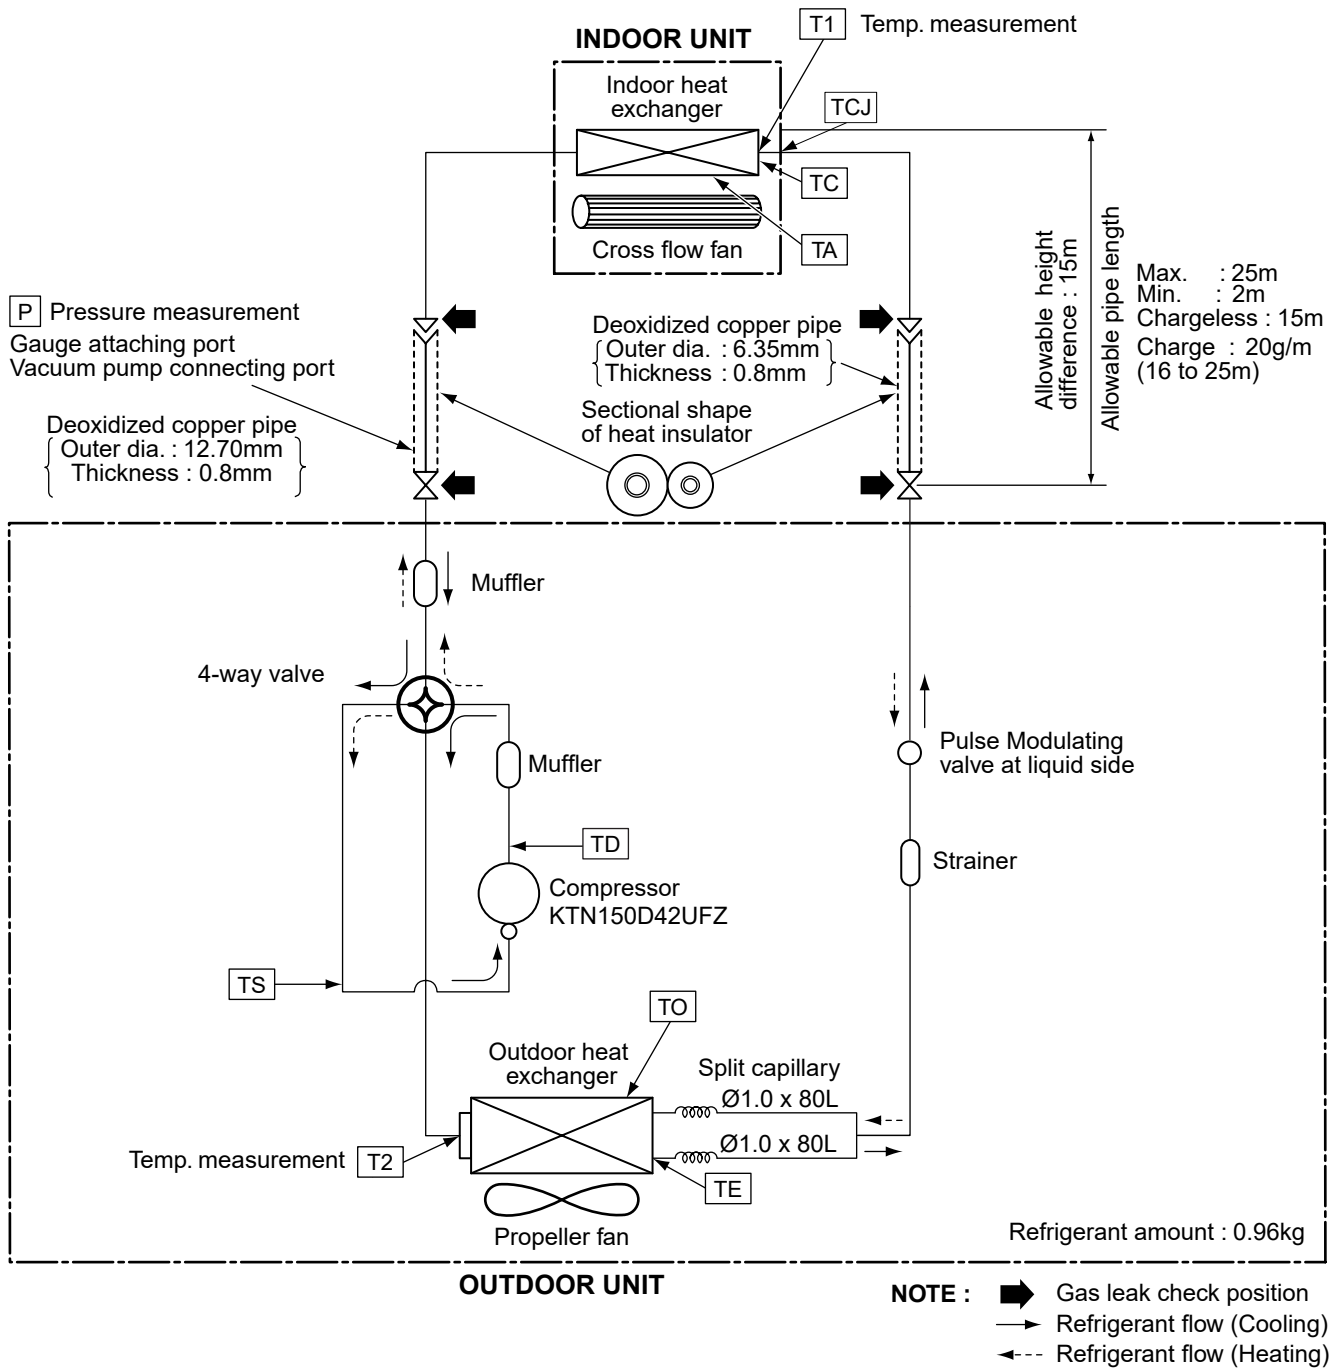 T1 Temp. measurement
INDOOR UNIT
Indoor heat
exchanger
TCJ
TC
Cross flow fan
TA
Allowable height
difference : 15m
Allowable pipe length
Max. : 25m
Min. : 2m
Chargeless : 15m
Charge : 20g/m
(16 to 25m)
P Pressure measurement
Gauge attaching port
Vacuum pump connecting port
Deoxidized copper pipe
Outer dia. : 6.35mm
Thickness : 0.8mm
Sectional shape
of heat insulator
Deoxidized copper pipe
Outer dia. : 12.70mm
Thickness : 0.8mm
Muffler
4-way valve
Muffler
Pulse Modulating
valve at liquid side
TD
Strainer
Compressor
KTN150D42UFZ
TS
TO
Outdoor heat
exchanger
Split capillary
Ø1.0 x 80L
Ø1.0 x 80L
Temp. measurement T2
TE
Propeller fan
Refrigerant amount : 0.96kg
OUTDOOR UNIT
NOTE :
Gas leak check position
Refrigerant flow (Cooling)
Refrigerant flow (Heating)